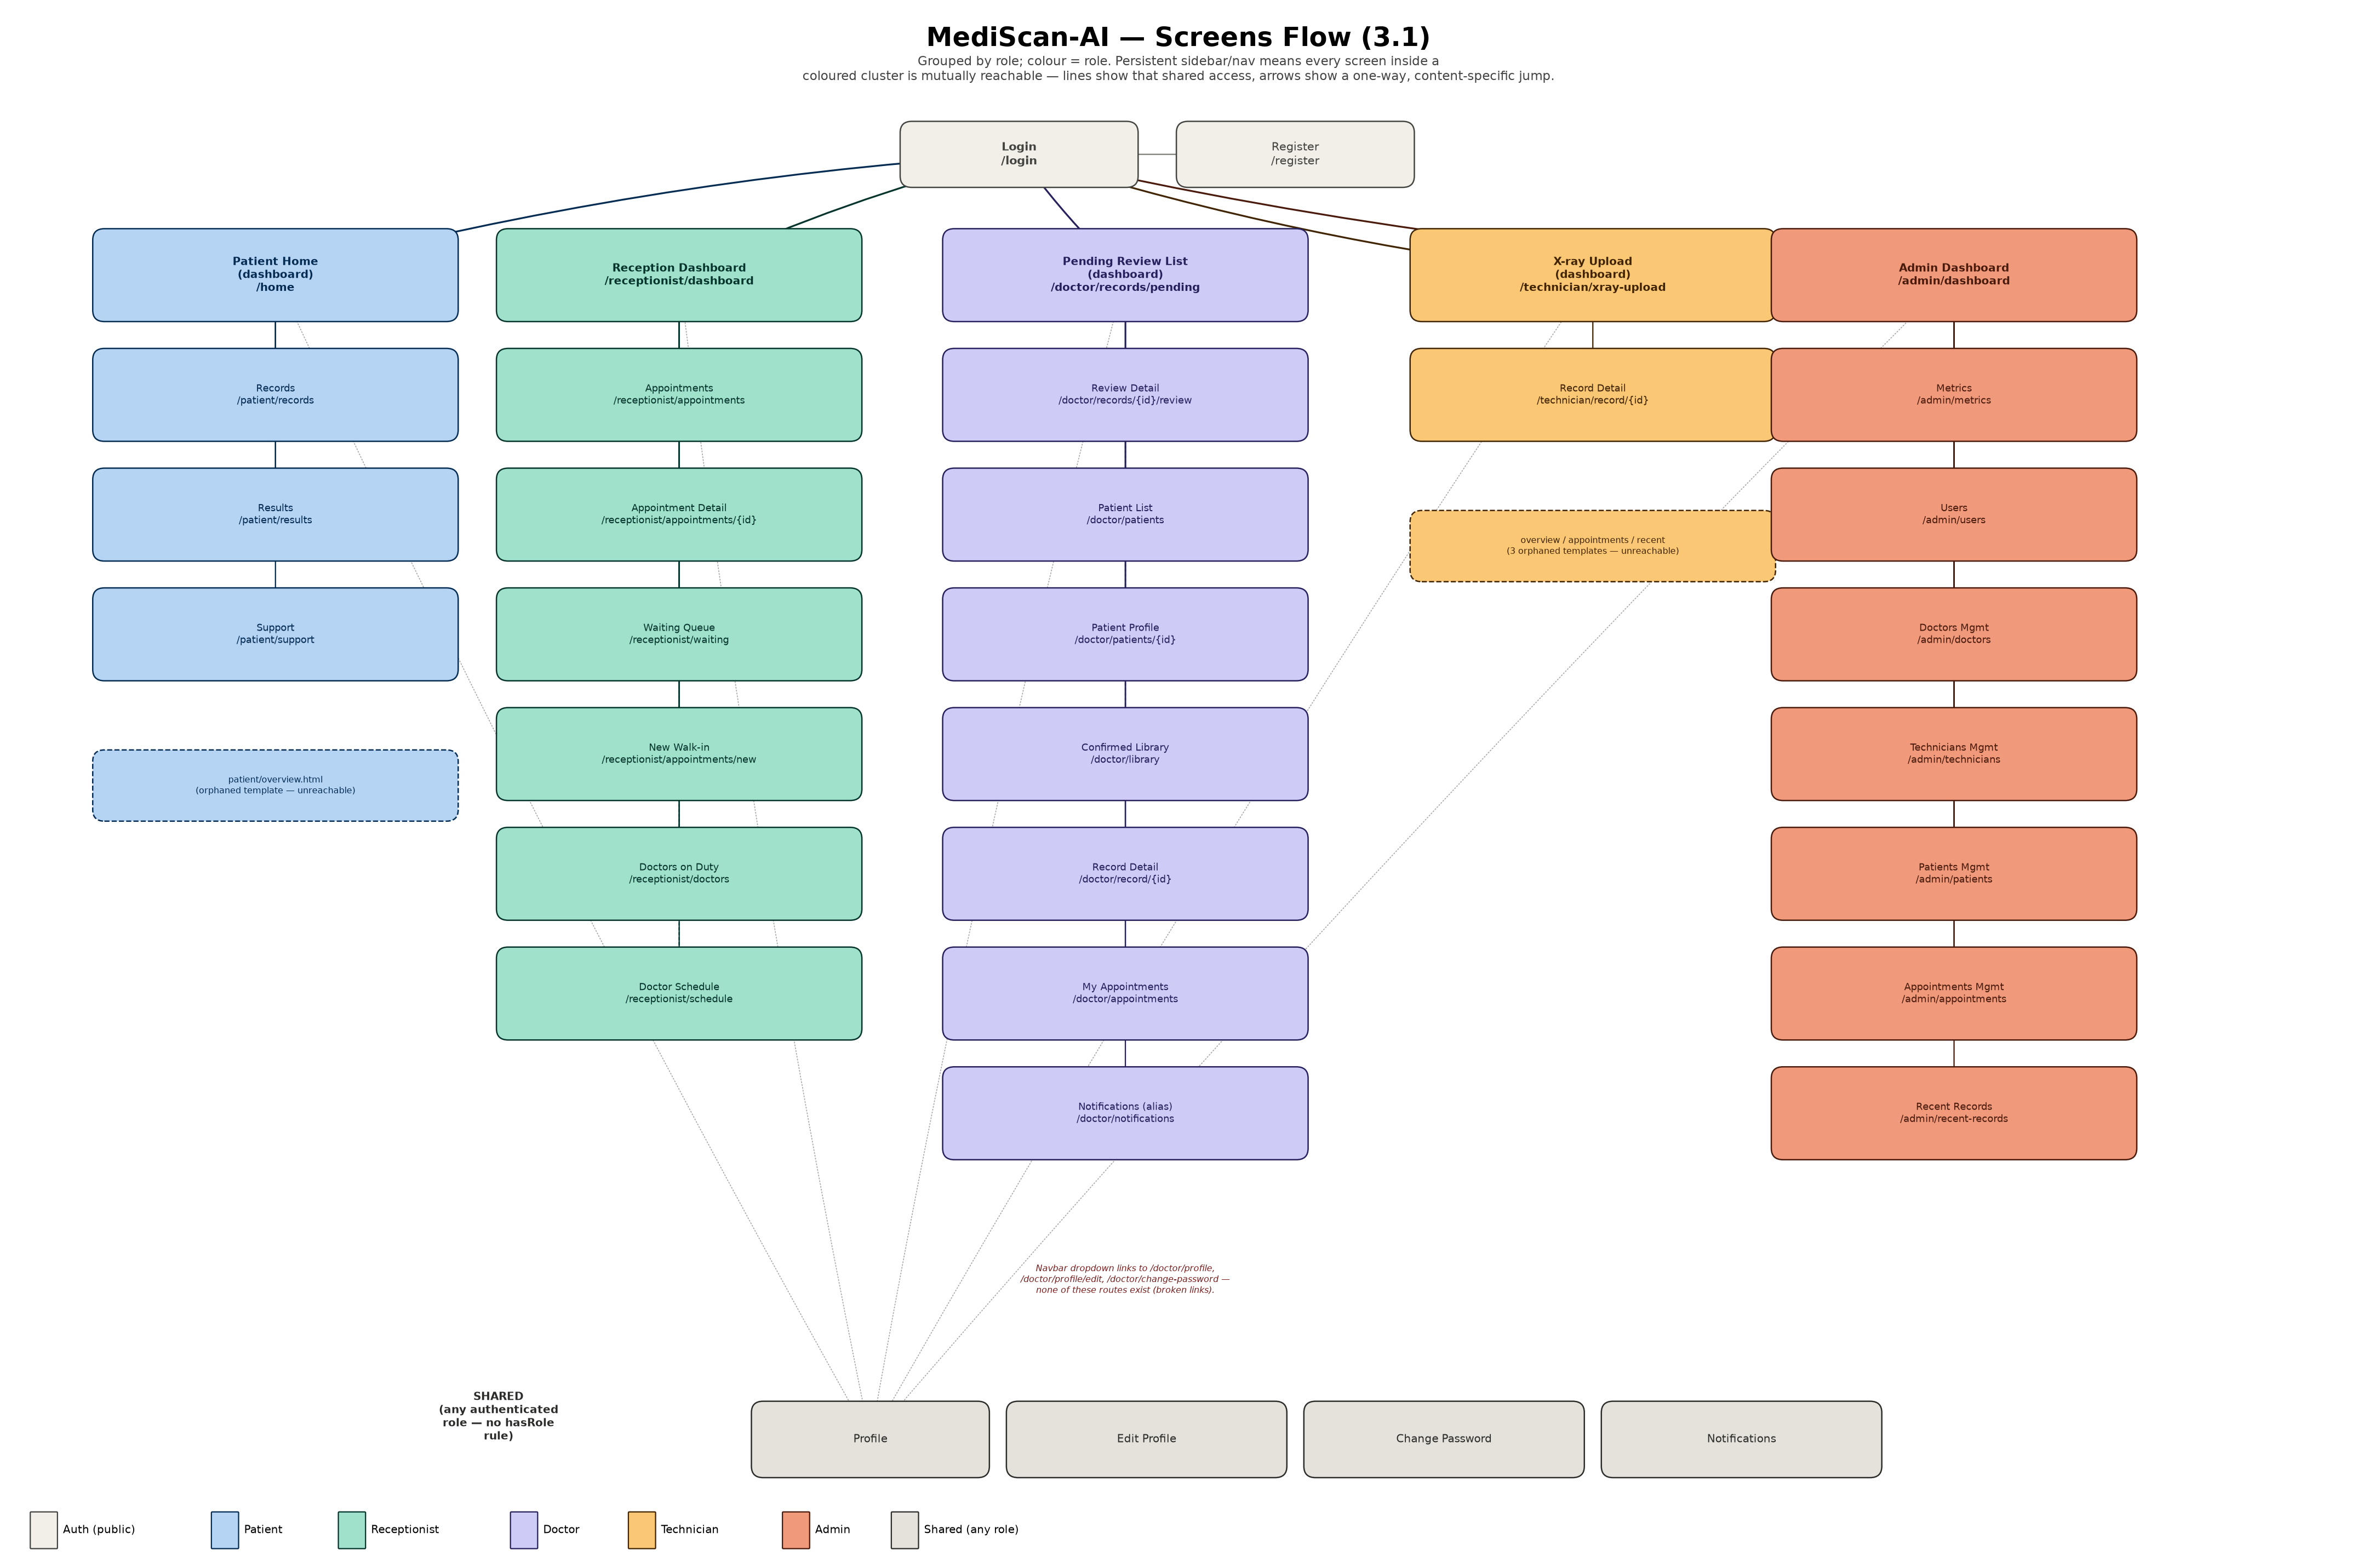 MediScan-AI — Screens Flow (3.1)
Grouped by role; colour = role. Persistent sidebar/nav means every screen inside a
coloured cluster is mutually reachable — lines show that shared access, arrows show a one-way, content-specific jump.
Login
/login
Register
/register
Patient Home
(dashboard)
/home
Reception Dashboard
/receptionist/dashboard
Pending Review List
(dashboard)
/doctor/records/pending
X-ray Upload
(dashboard)
/technician/xray-upload
Admin Dashboard
/admin/dashboard
Records
/patient/records
Appointments
/receptionist/appointments
Review Detail
/doctor/records/{id}/review
Record Detail
/technician/record/{id}
Metrics
/admin/metrics
Results
/patient/results
Appointment Detail
/receptionist/appointments/{id}
Patient List
/doctor/patients
overview / appointments / recent
(3 orphaned templates — unreachable)
Users
/admin/users
Support
/patient/support
Waiting Queue
/receptionist/waiting
Patient Profile
/doctor/patients/{id}
Doctors Mgmt
/admin/doctors
patient/overview.html
(orphaned template — unreachable)
New Walk-in
/receptionist/appointments/new
Confirmed Library
/doctor/library
Technicians Mgmt
/admin/technicians
Doctors on Duty
/receptionist/doctors
Record Detail
/doctor/record/{id}
Patients Mgmt
/admin/patients
Doctor Schedule
/receptionist/schedule
My Appointments
/doctor/appointments
Appointments Mgmt
/admin/appointments
Notifications (alias)
/doctor/notifications
Recent Records
/admin/recent-records
Navbar dropdown links to /doctor/profile,
/doctor/profile/edit, /doctor/change-password —
none of these routes exist (broken links).
SHARED
(any authenticated
role — no hasRole
rule)
Profile
Edit Profile
Change Password
Notifications
Auth (public)
Patient
Receptionist
Doctor
Technician
Admin
Shared (any role)